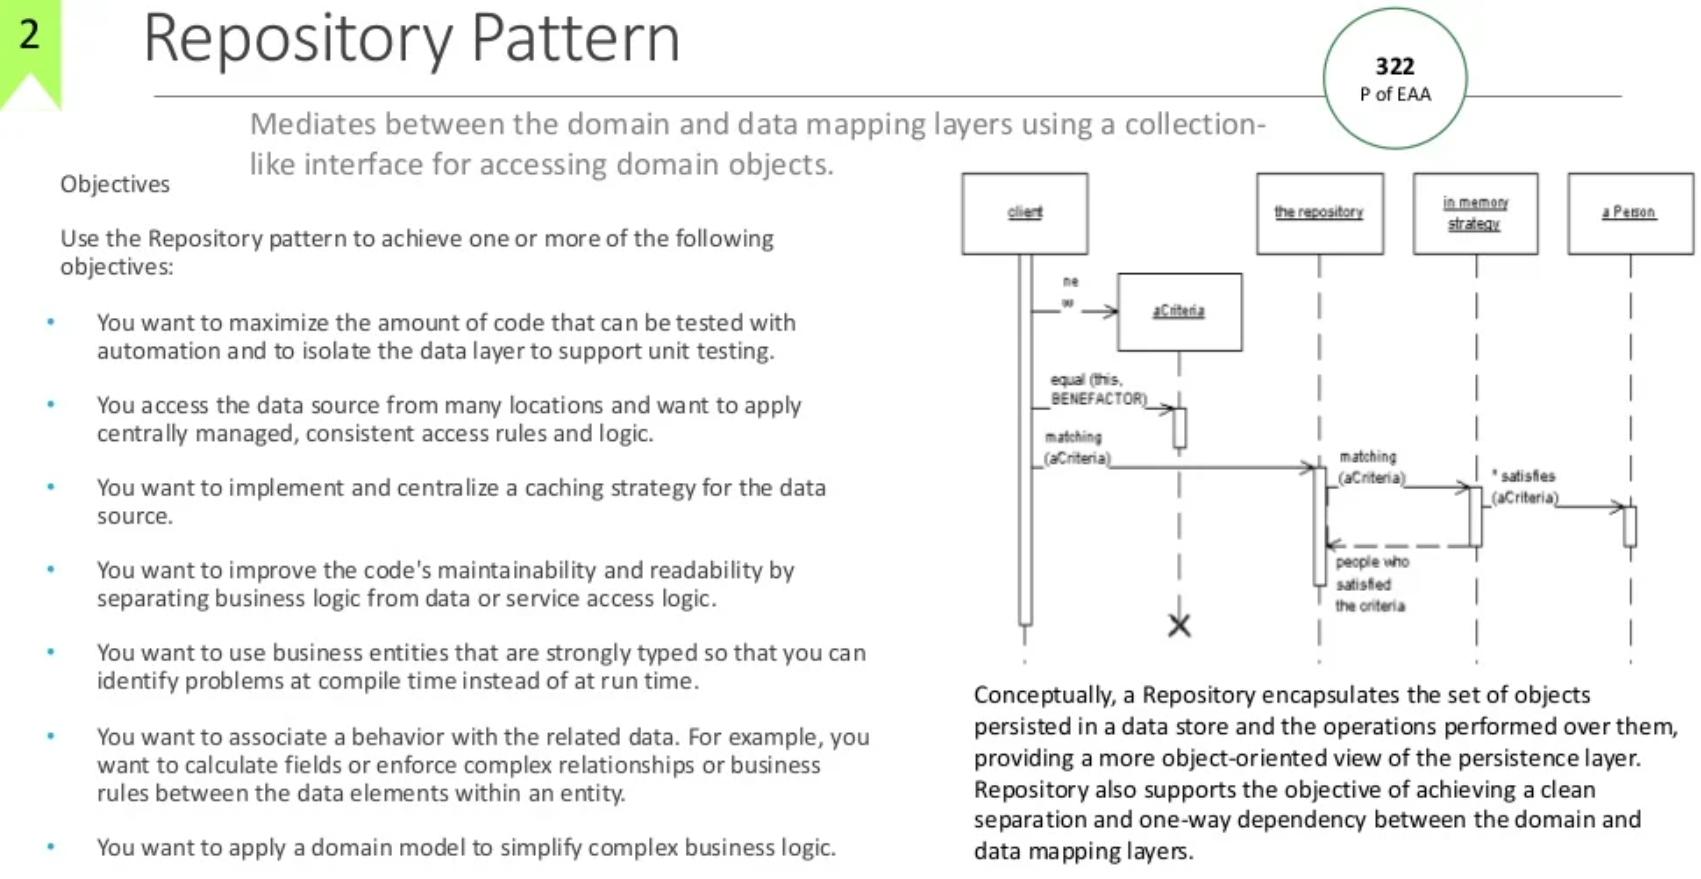 2
Repository Pattern
322
P of EAA
Mediates between the domain and data mapping layers using a collection-
like interface for accessing domain objects.
Objectives
Use the Repository pattern to achieve one or more of the following
objectives:
• You want to maximize the amount of code that can be tested with
automation and to isolate the data layer to support unit testing.
• You access the data source from many locations and want to apply
centrally managed, consistent access rules and logic.
• You want to implement and centralize a caching strategy for the data
source.
• You want to improve the code's maintainability and readability by
separating business logic from data or service access logic.
• You want to use business entities that are strongly typed so that you can
identify problems at compile time instead of at run time.
• You want to associate a behavior with the related data. For example, you
want to calculate fields or enforce complex relationships or business
rules between the data elements within an entity.
• You want to apply a domain model to simplify complex business logic.
client
the repository
in memory
strategy
a Person
ne
w
aCriteria
equal (this,
BENEFACTOR)
matching
(aCriteria)
matching
(aCriteria)
* satisfies
(aCriteria)
people who
satisfied
the criteria
Conceptually, a Repository encapsulates the set of objects
persisted in a data store and the operations performed over them,
providing a more object-oriented view of the persistence layer.
Repository also supports the objective of achieving a clean
separation and one-way dependency between the domain and
data mapping layers.